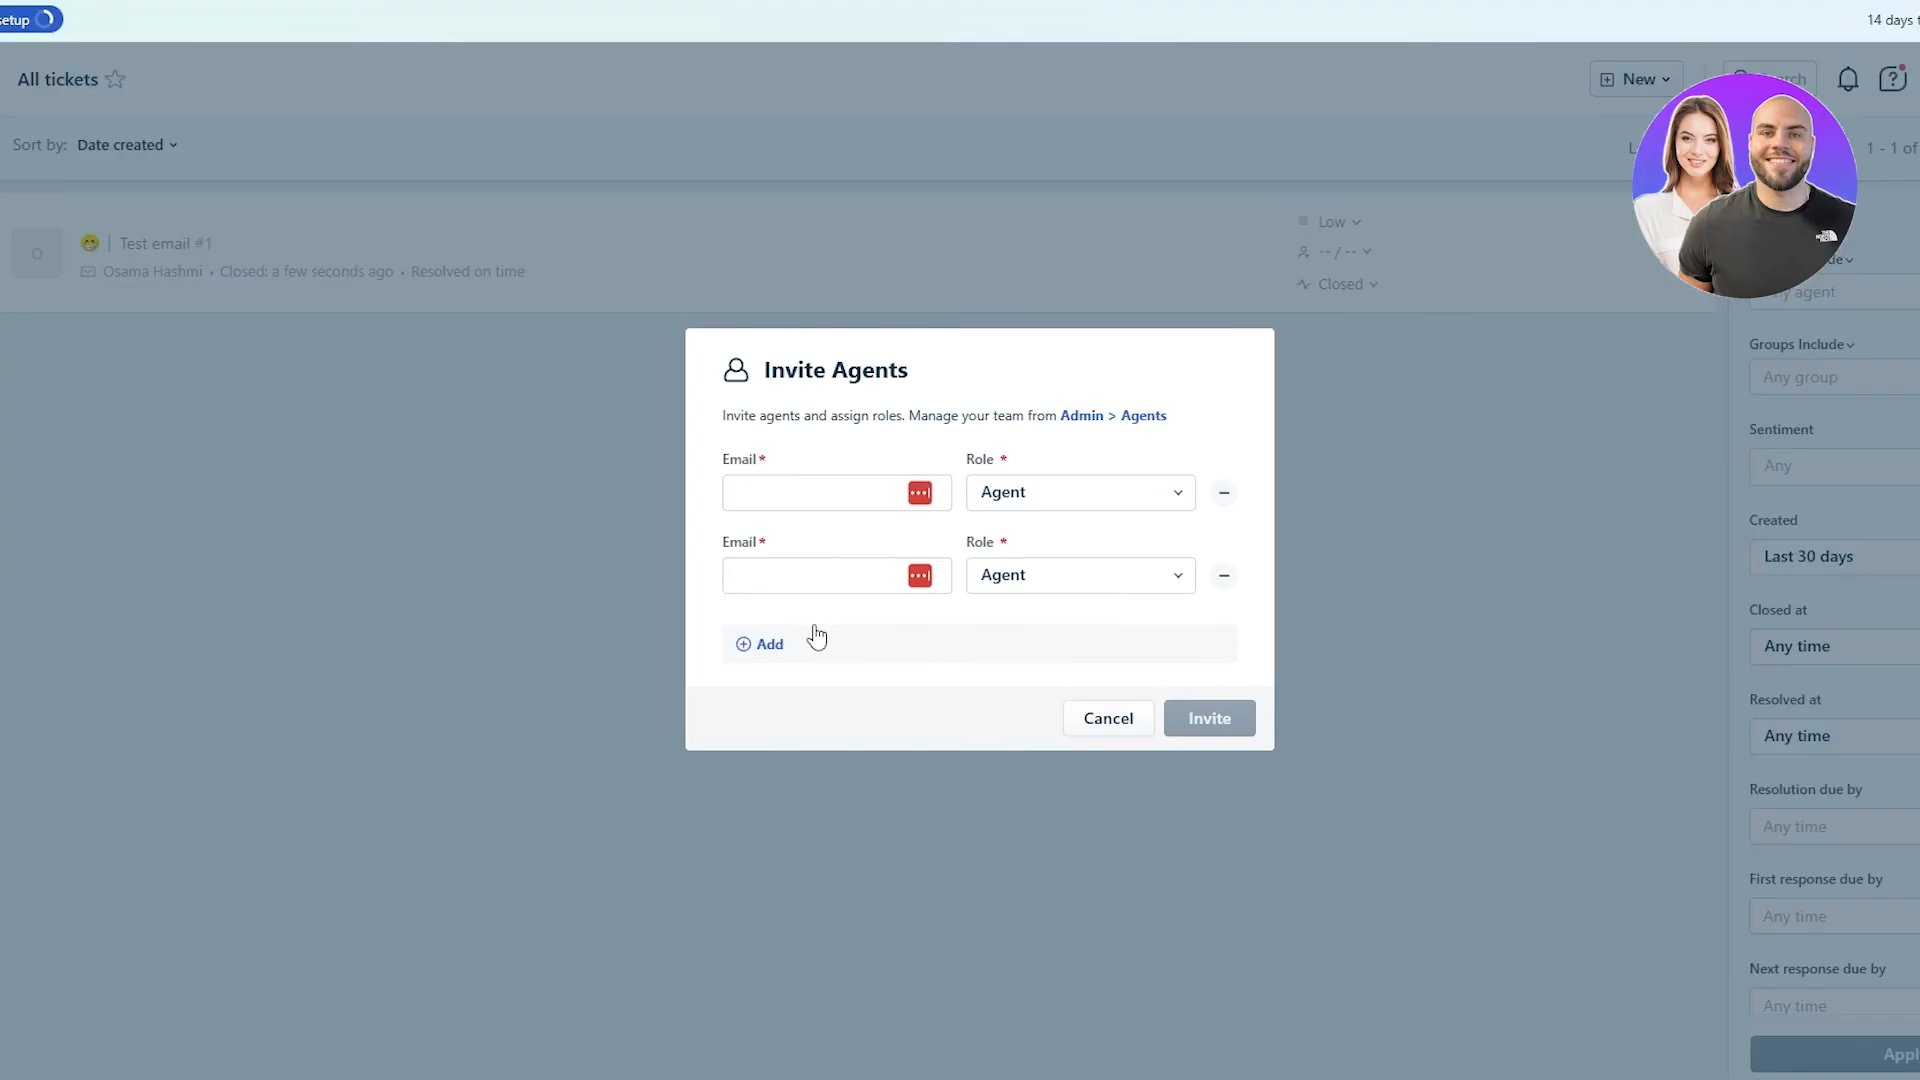 setup
14 days
All tickets
New
Sort by: Date created
1 - 1 of
Test email #1
Osama Hashmi • Closed: a few seconds ago • Resolved on time
Low
-- / --
Closed
agent
Groups Include
Any group
Sentiment
Any
Created
Last 30 days
Closed at
Any time
Resolved at
Any time
Resolution due by
Any time
First response due by
Any time
Next response due by
Any time
Invite Agents
Invite agents and assign roles. Manage your team from Admin > Agents
Email* Role *
Agent
Email* Role *
Agent
Add
Cancel Invite